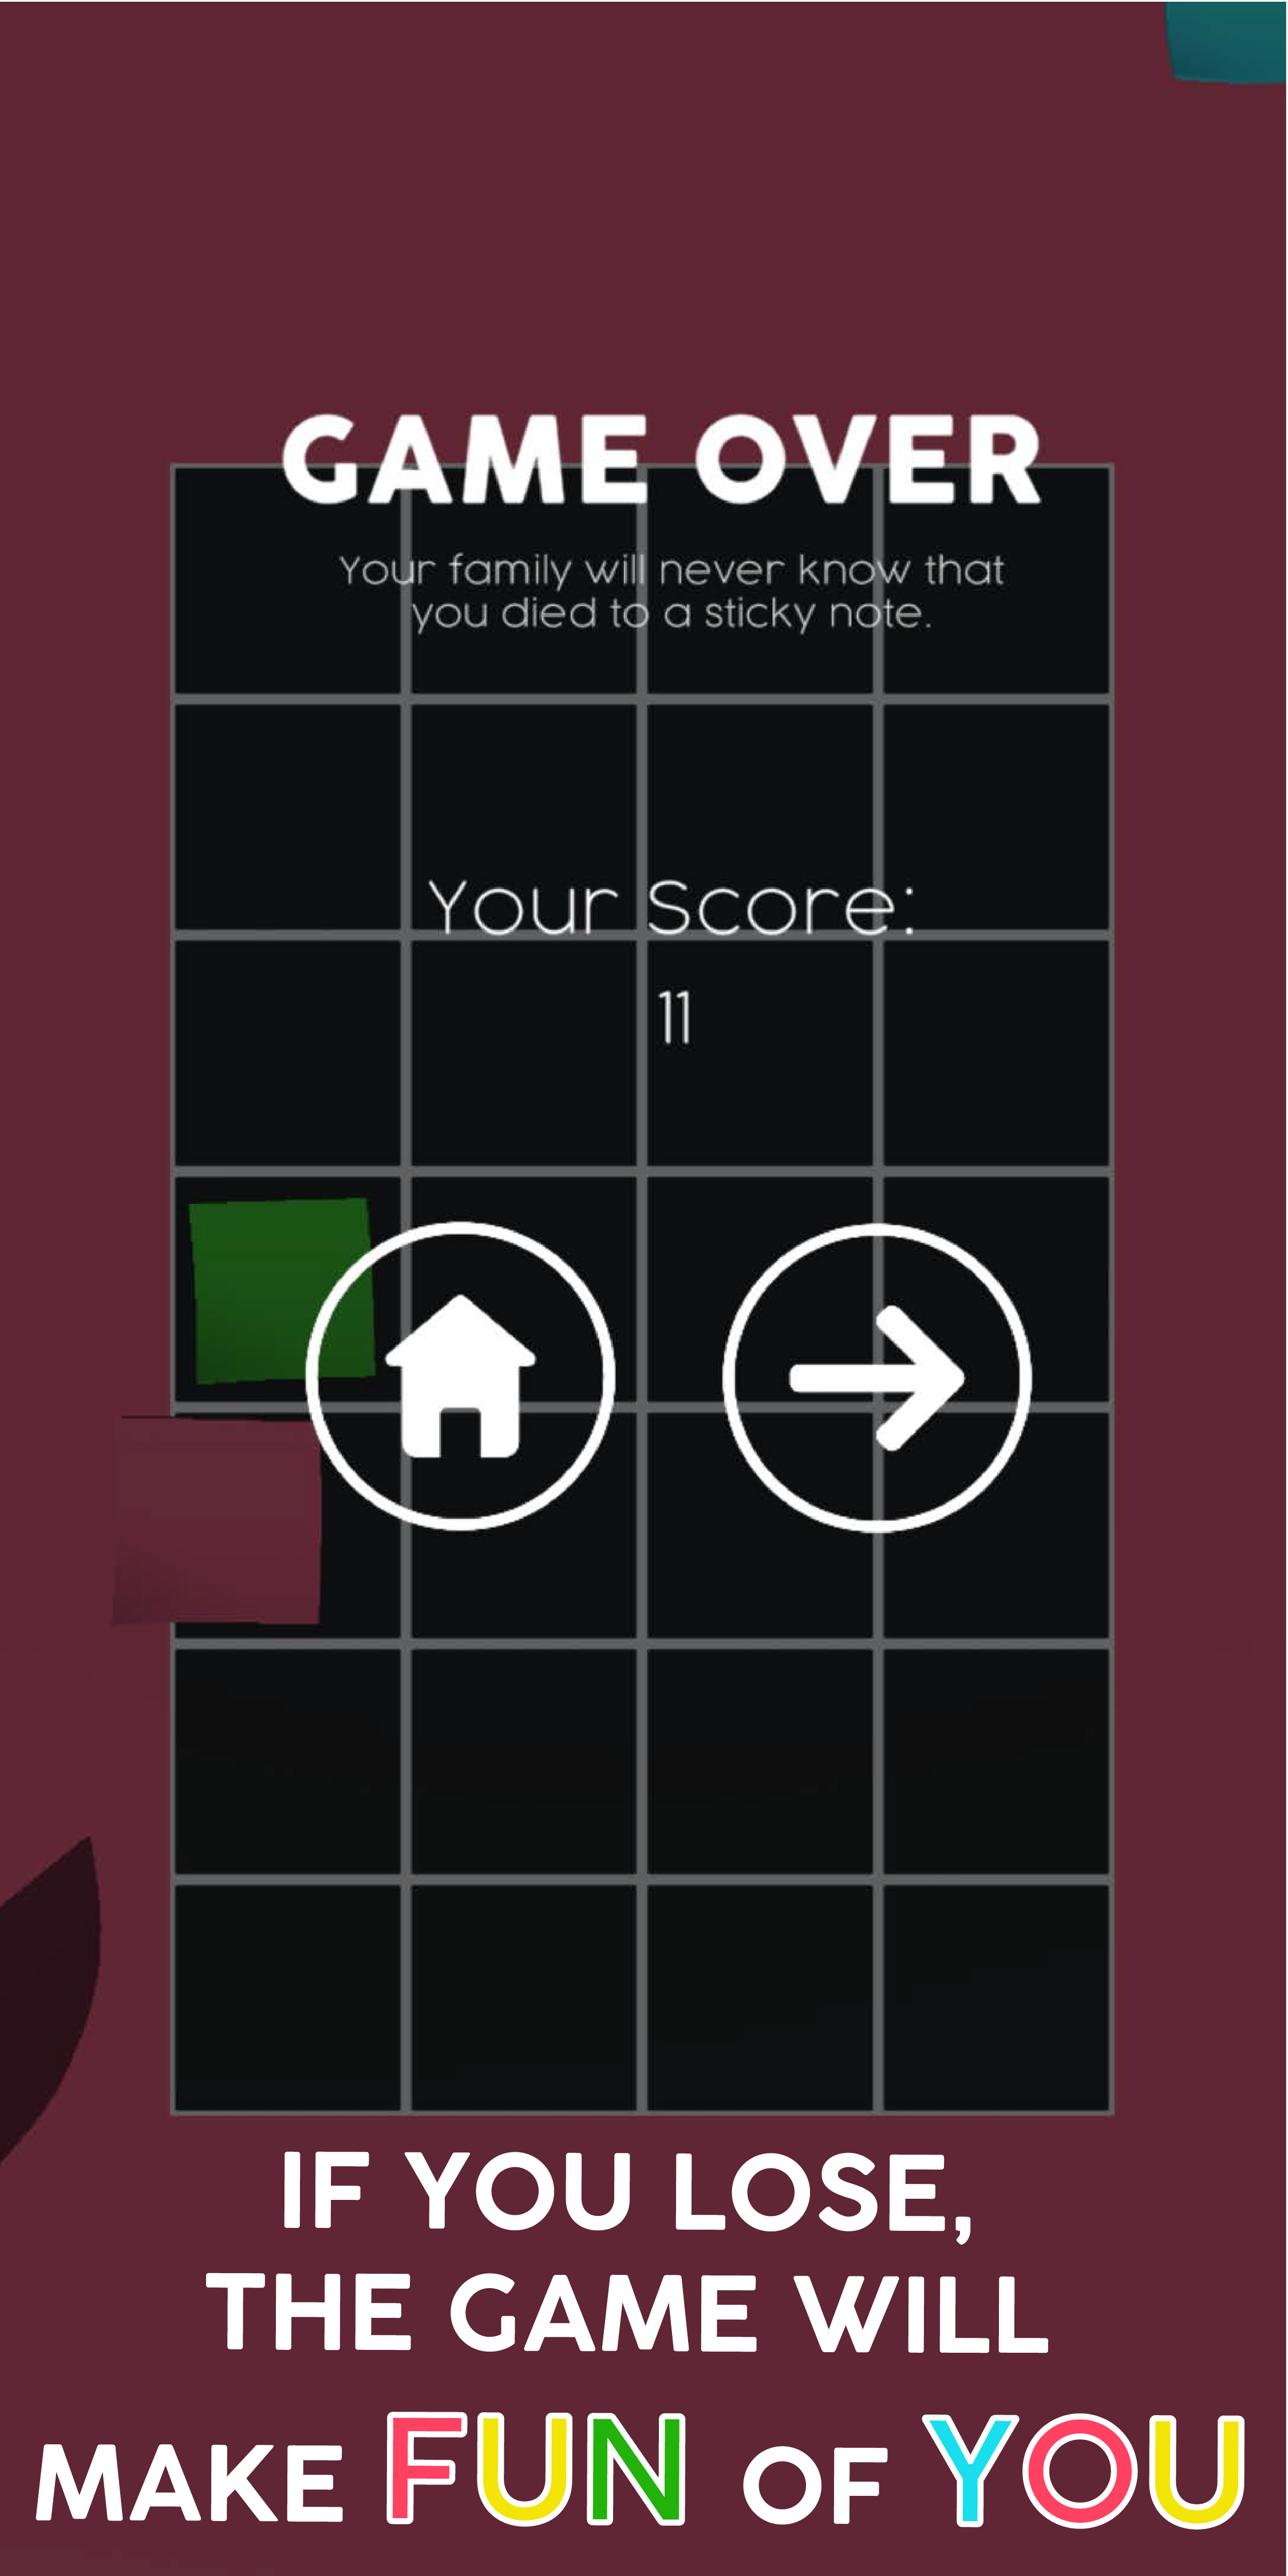 GAME OVER
Your family will never know that
you died to a sticky note.
Your Score:
11
IF YOU LOSE,
THE GAME WILL
MAKE FUN OF YOU